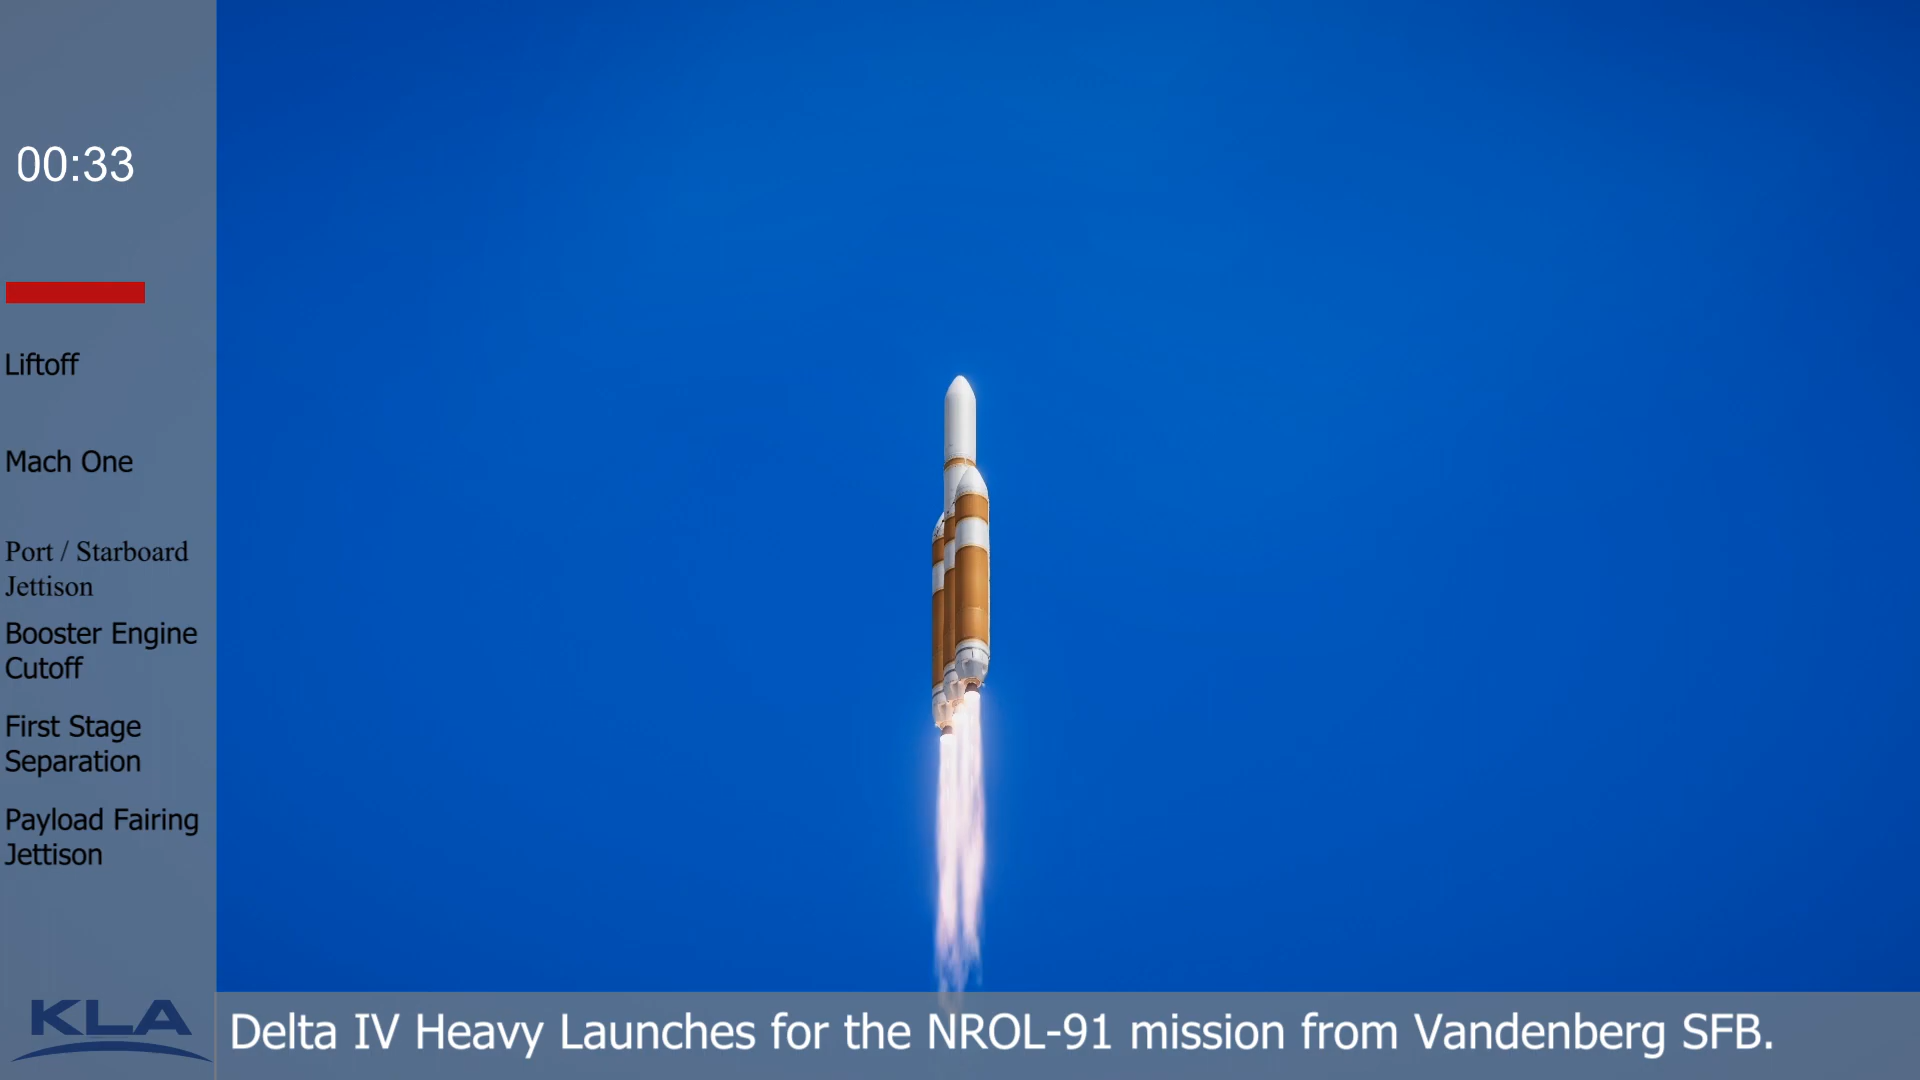 00:33
Liftoff
Mach One
Port / Starboard
Jettison
Booster Engine
Cutoff
First Stage
Separation
Payload Fairing
Jettison
KLA
Delta IV Heavy Launches for the NROL-91 mission from Vandenberg SFB.